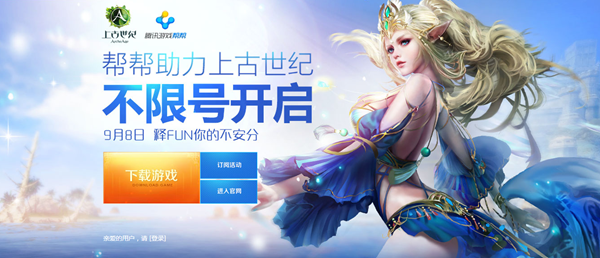 上古世纪
ArcheAge
腾讯游戏帮帮
帮帮助力上古世纪
不限号开启
9月8日 释FUN你的不安分
下载游戏
订阅活动
进入官网
亲爱的用户，请 [登录]